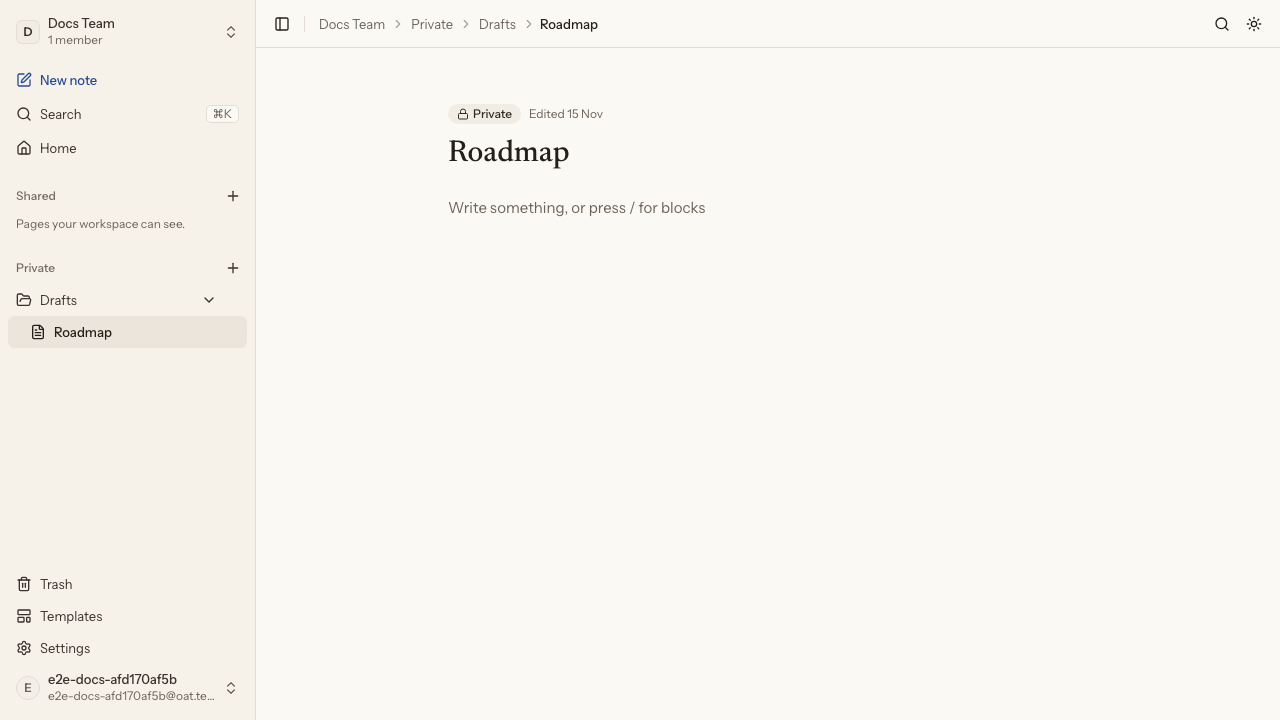 D
Docs Team
1 member
New note
Search
⌘K
Home
Shared
Pages your workspace can see.
Private
Drafts
Roadmap
Trash
Templates
Settings
E
e2e-docs-afd170af5b
e2e-docs-afd170af5b@oat.te...
Docs Team
Private
Drafts
Roadmap
Private
Edited 15 Nov
Roadmap
Write something, or press / for blocks